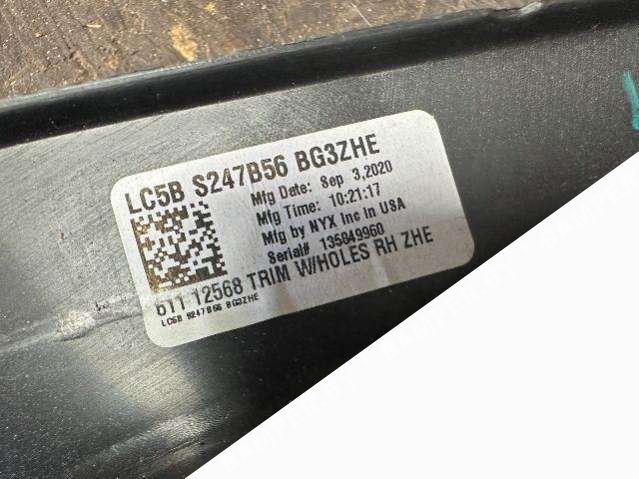 LC5B S247B56 BG3ZHE
Mfg Date: Sep 3,2020
Mfg Time: 10:21:17
Mfg by NYX Inc in USA
Serial# 135849960
611 12568 TRIM W/HOLES RH ZHE
LC5B S247B56 BG3ZHE